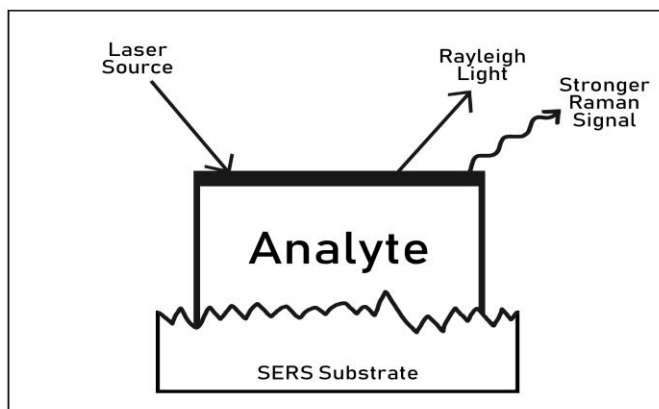 Laser
Source
Rayleigh
Light
Stronger
Raman
Signal
Analyte
SERS Substrate